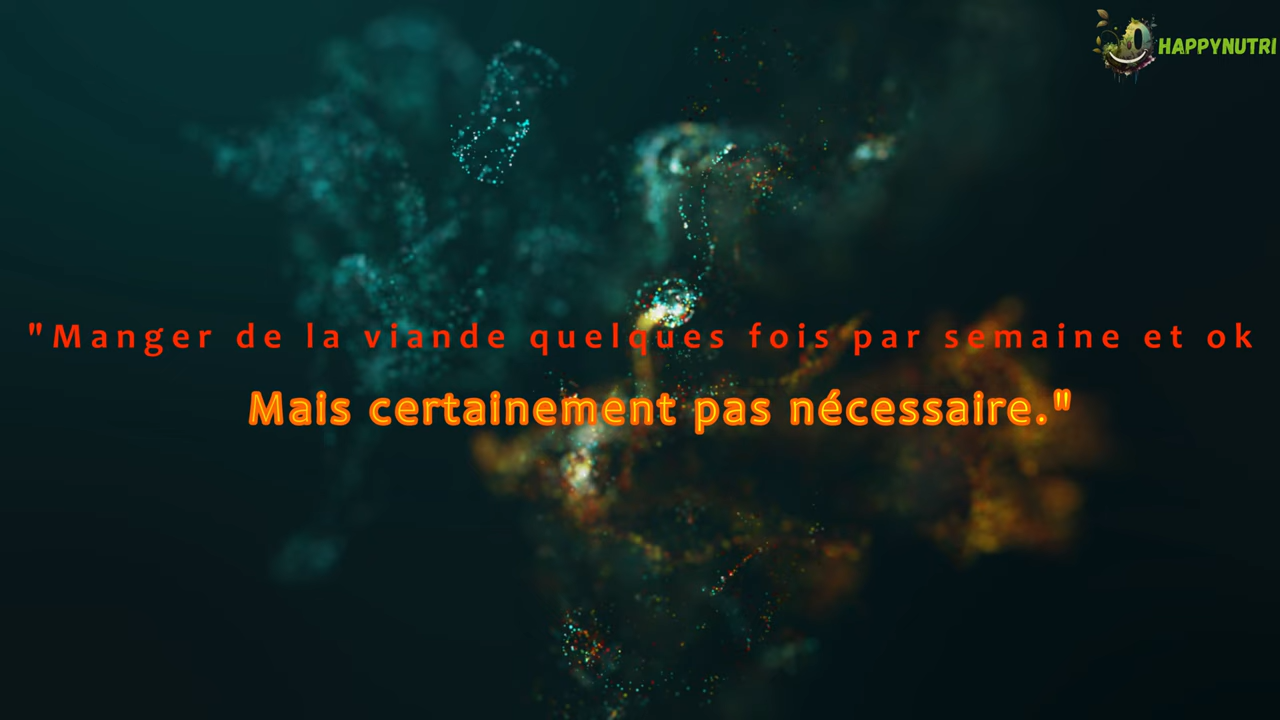 HAPPYNUTRI
"Manger de la viande quelques fois par semaine et ok
Mais certainement pas nécessaire."